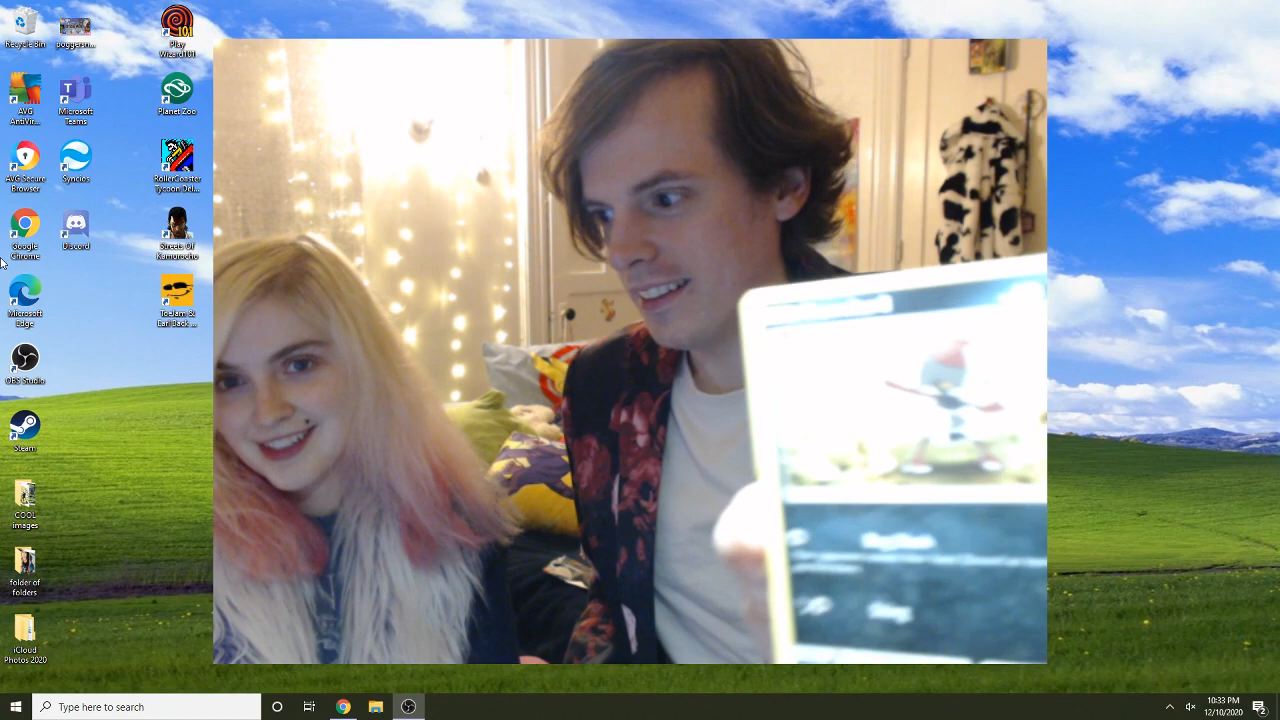 Recycle Bin
Play
Wizard101
AVG
AntiVir...
Microsoft
Teams
Planet Zoo
AVG Secure
Browser
Syncios
RollerCoaster
Tycoon Del...
Google
Chrome
Discord
Streets Of
Kamurocho
Microsoft
Edge
ToeJam &
Earl Back ...
OBS Studio
Steam
COOL
images
folder of
folders
iCloud
Photos 2020
Type here to search
10:33 PM
12/10/2020
2